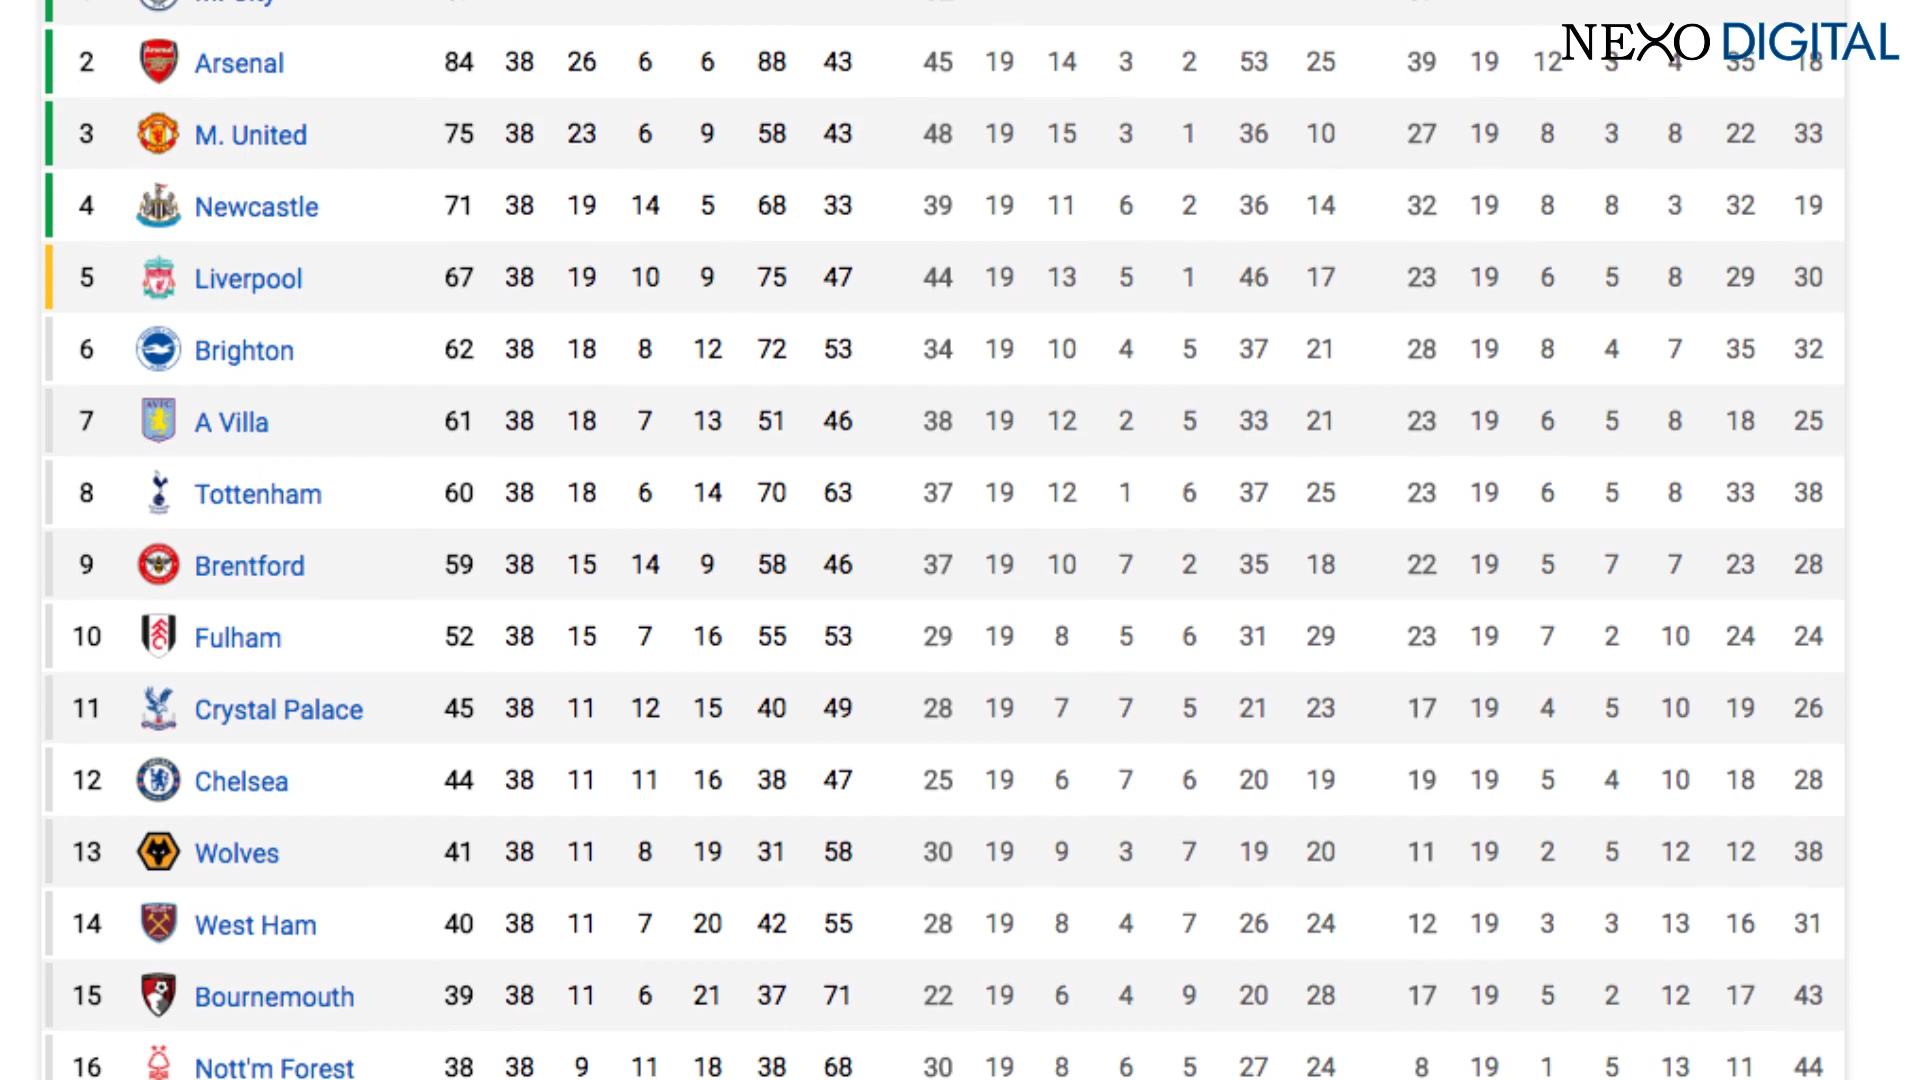 NEXO DIGITAL
2 Arsenal 84 38 26 6 6 88 43 45 19 14 3 2 53 25 39 19 12 3 4 35 18
3 M. United 75 38 23 6 9 58 43 48 19 15 3 1 36 10 27 19 8 3 8 22 33
4 Newcastle 71 38 19 14 5 68 33 39 19 11 6 2 36 14 32 19 8 8 3 32 19
5 Liverpool 67 38 19 10 9 75 47 44 19 13 5 1 46 17 23 19 6 5 8 29 30
6 Brighton 62 38 18 8 12 72 53 34 19 10 4 5 37 21 28 19 8 4 7 35 32
7 A Villa 61 38 18 7 13 51 46 38 19 12 2 5 33 21 23 19 6 5 8 18 25
8 Tottenham 60 38 18 6 14 70 63 37 19 12 1 6 37 25 23 19 6 5 8 33 38
9 Brentford 59 38 15 14 9 58 46 37 19 10 7 2 35 18 22 19 5 7 7 23 28
10 Fulham 52 38 15 7 16 55 53 29 19 8 5 6 31 29 23 19 7 2 10 24 24
11 Crystal Palace 45 38 11 12 15 40 49 28 19 7 7 5 21 23 17 19 4 5 10 19 26
12 Chelsea 44 38 11 11 16 38 47 25 19 6 7 6 20 19 19 19 5 4 10 18 28
13 Wolves 41 38 11 8 19 31 58 30 19 9 3 7 19 20 11 19 2 5 12 12 38
14 West Ham 40 38 11 7 20 42 55 28 19 8 4 7 26 24 12 19 3 3 13 16 31
15 Bournemouth 39 38 11 6 21 37 71 22 19 6 4 9 20 28 17 19 5 2 12 17 43
16 Nott'm Forest 38 38 9 11 18 38 68 30 19 8 6 5 27 24 8 19 1 5 13 11 44